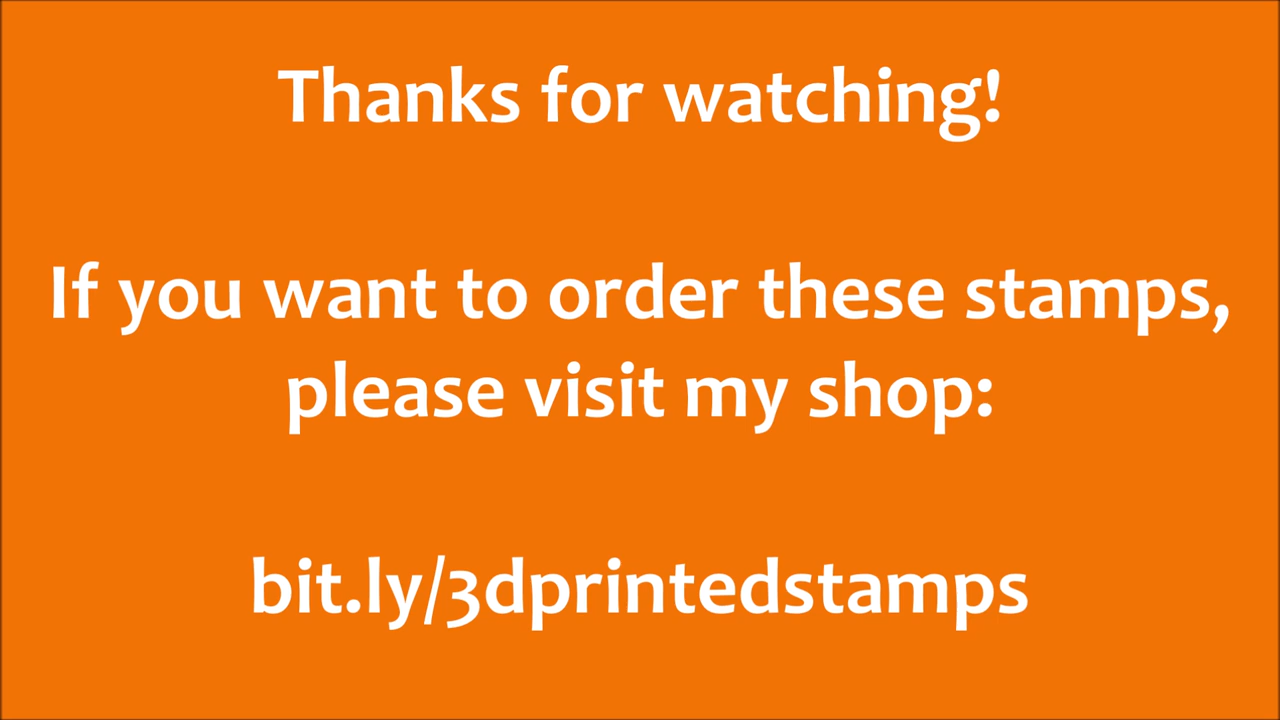 Thanks for watching!
If you want to order these stamps,
please visit my shop:
bit.ly/3dprintedstamps